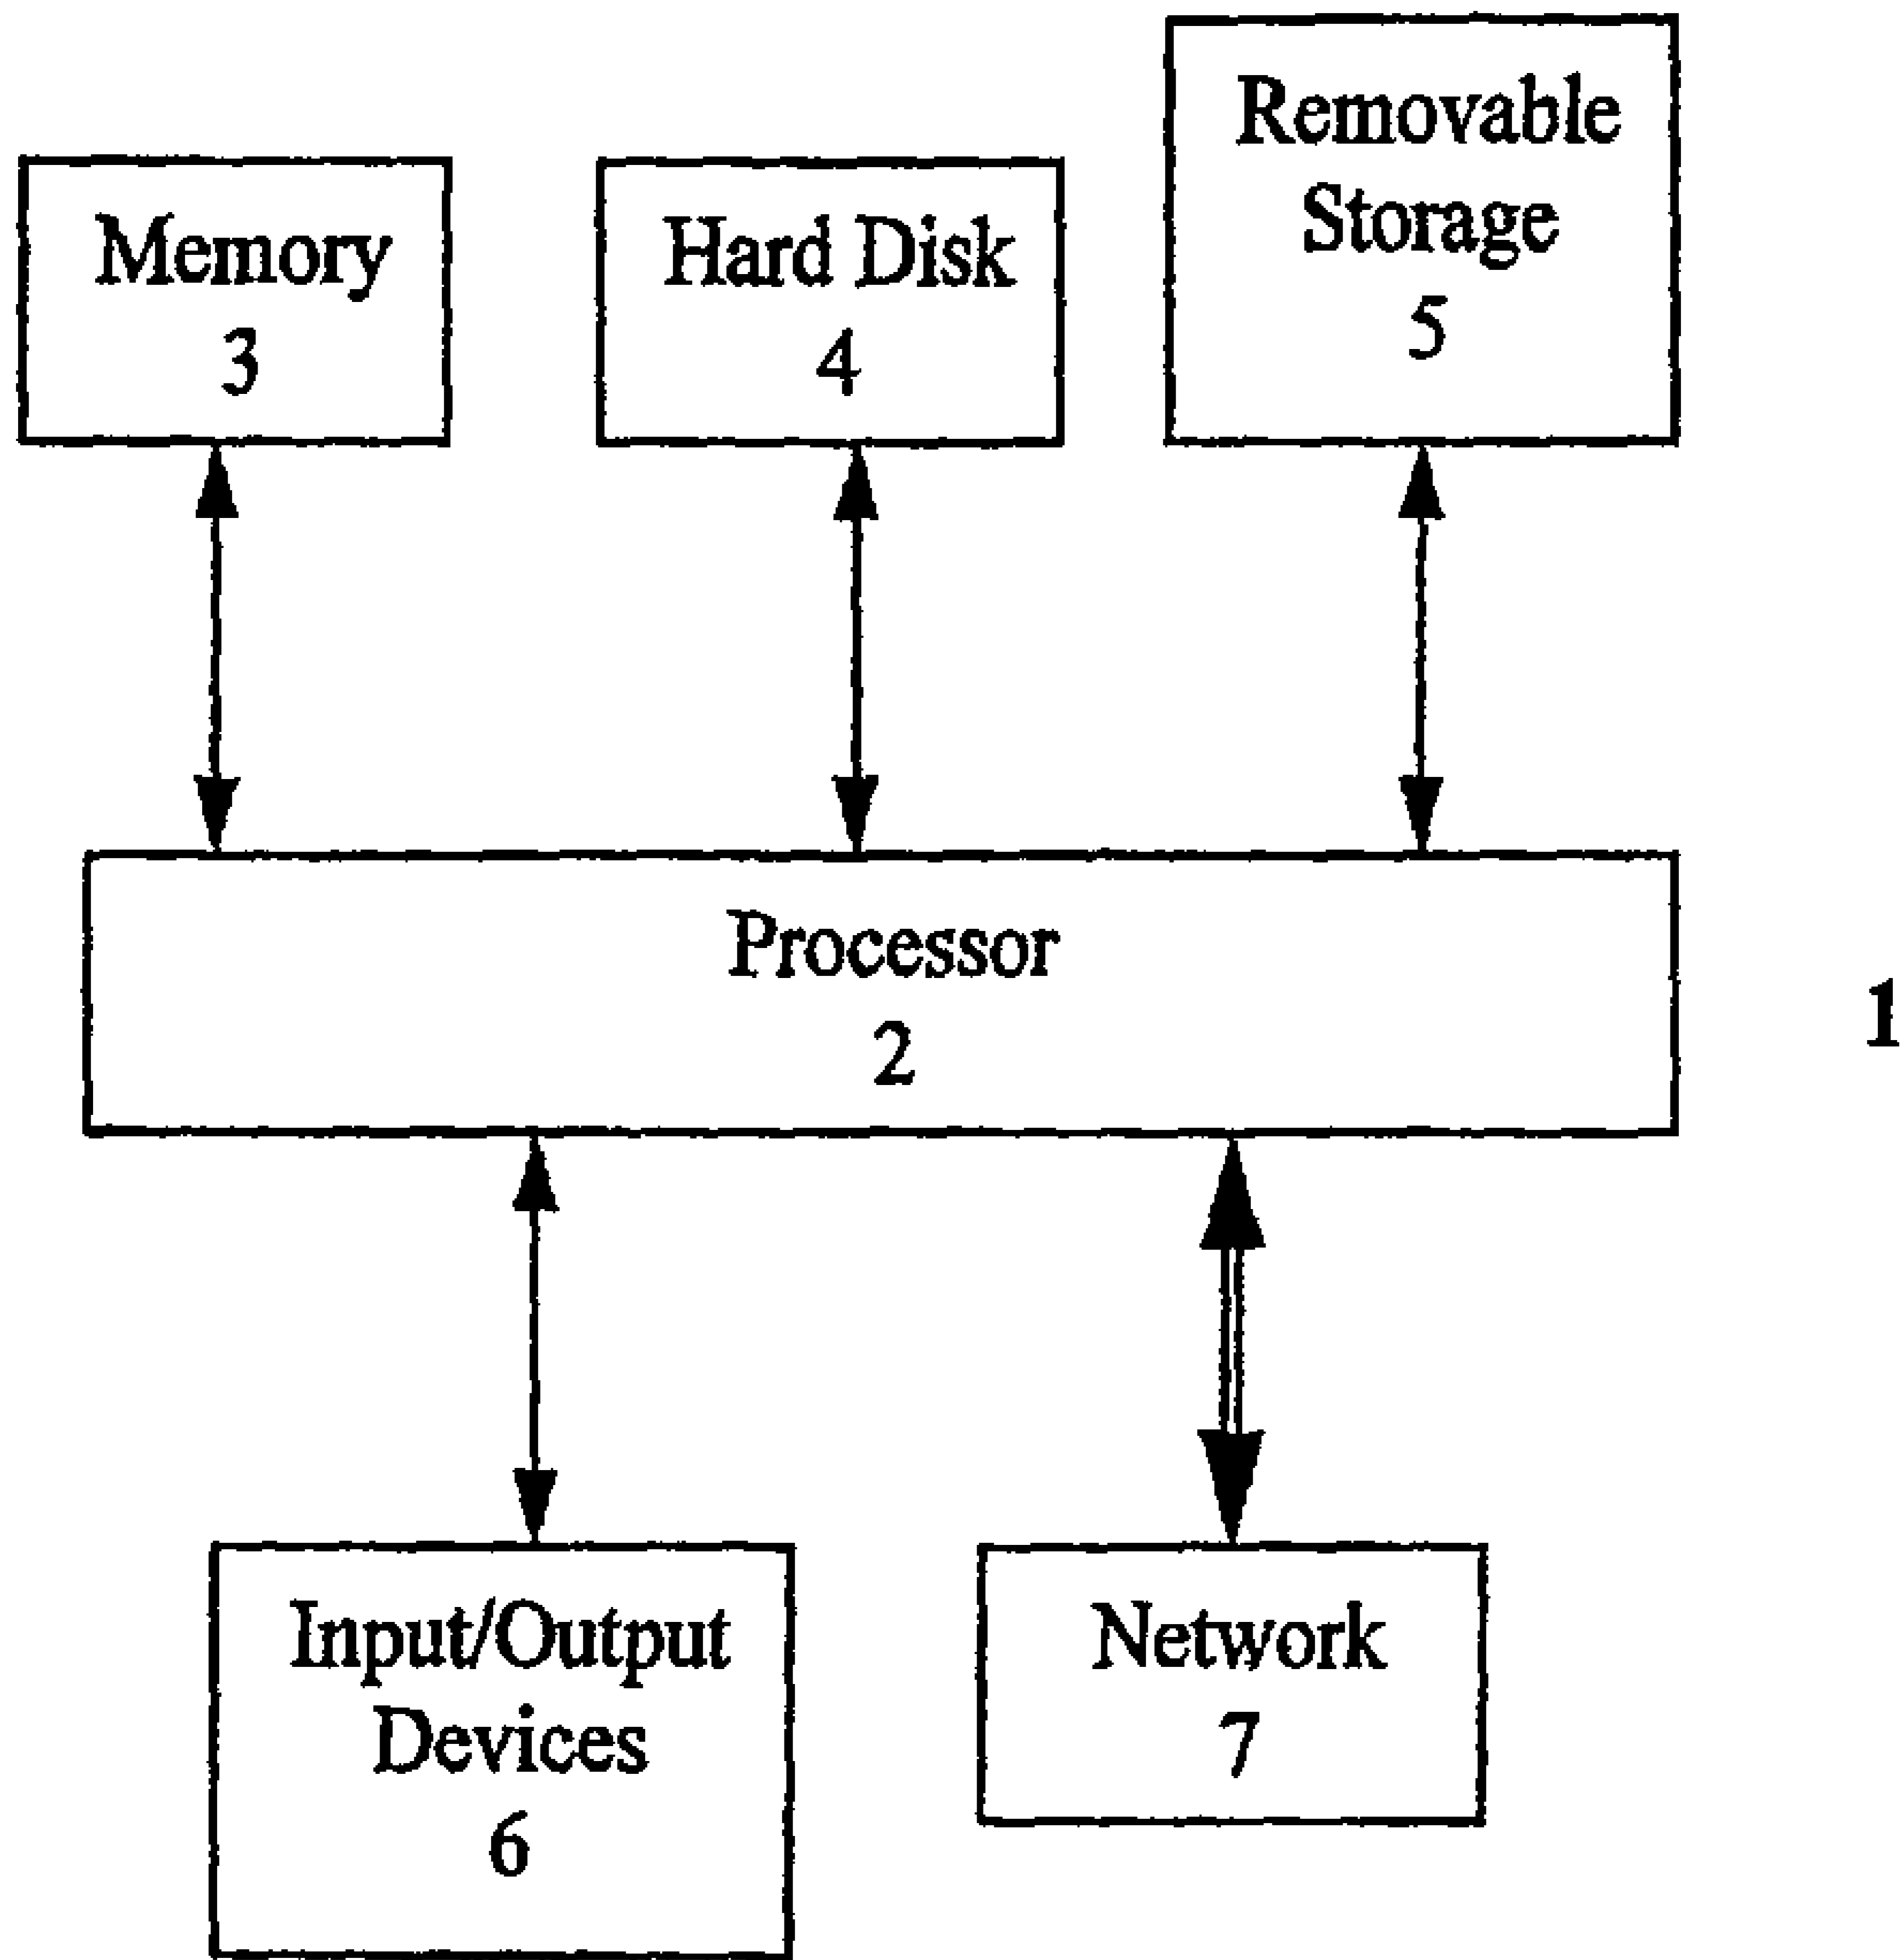 Memory
3
Hard Disk
4
Removable
Storage
5
Processor
2
1
Input/Output
Devices
6
Network
7